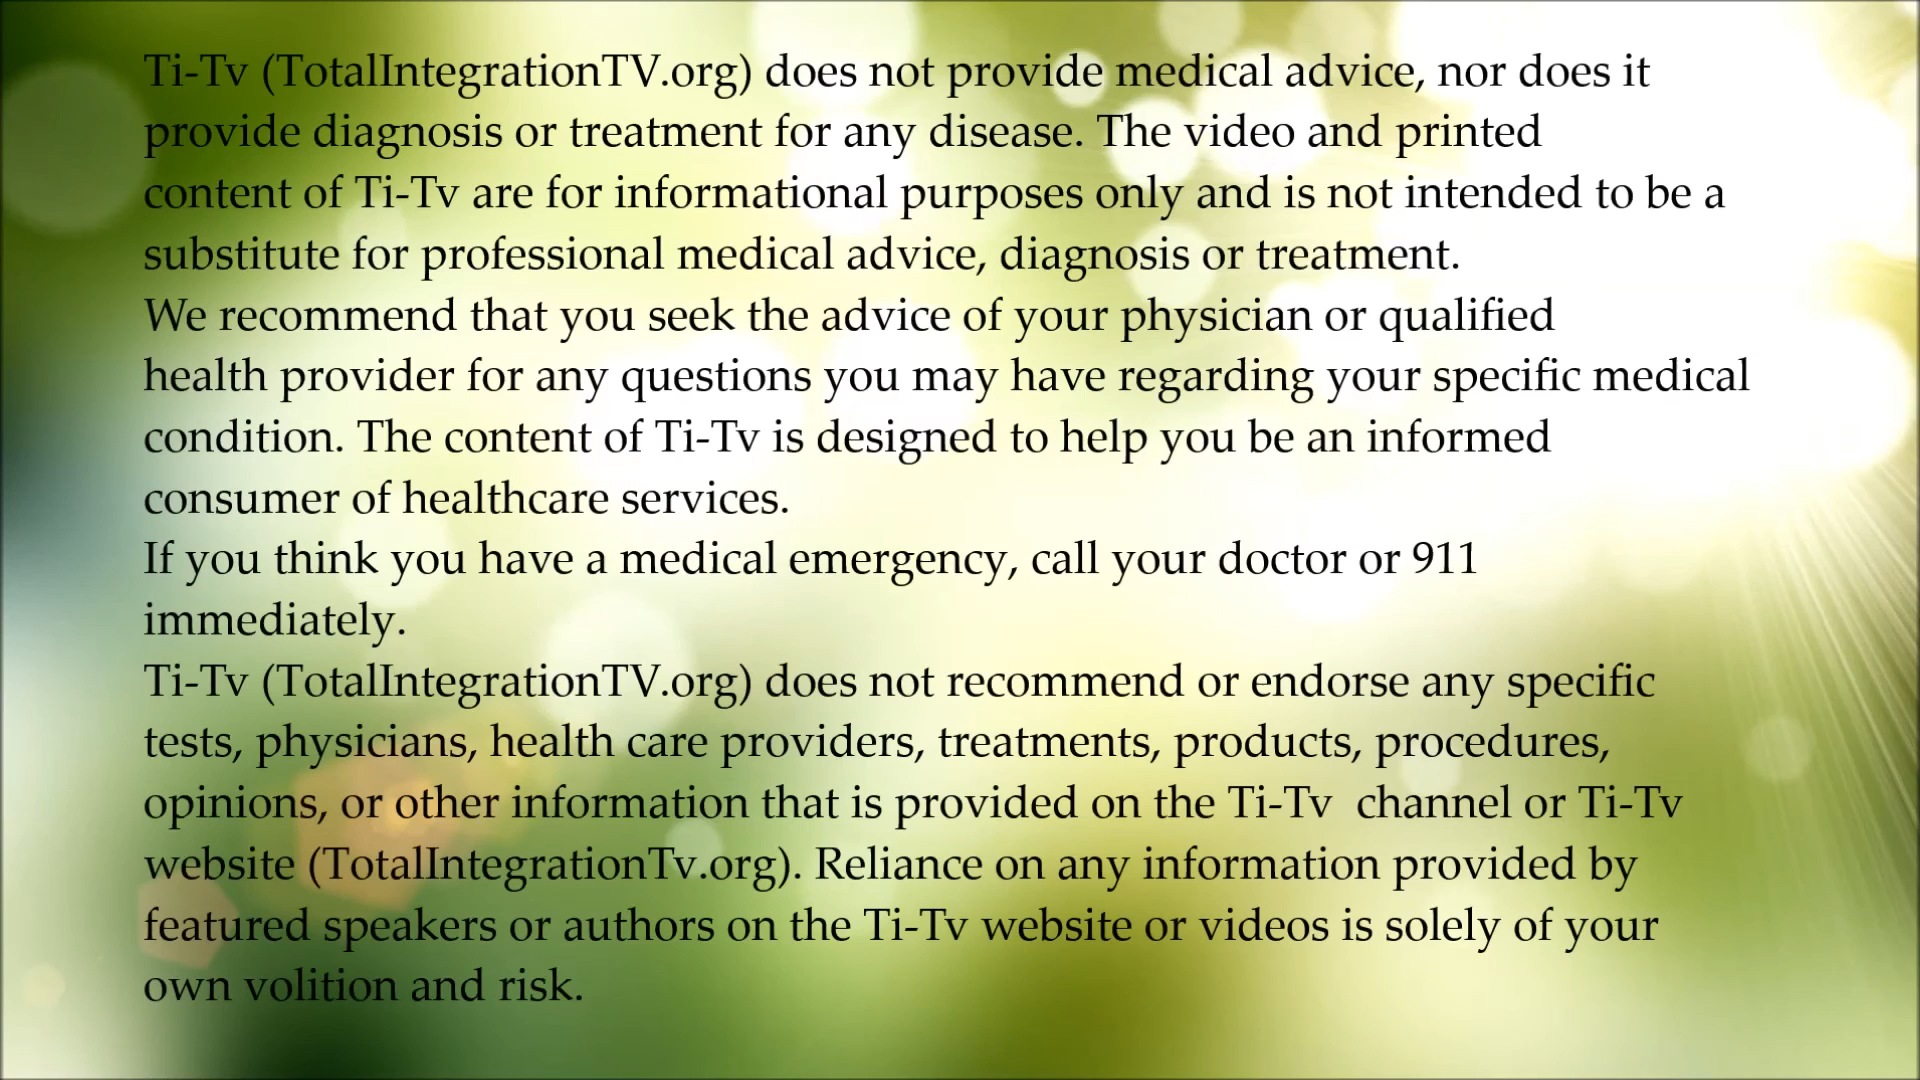 Ti-Tv (TotalIntegrationTV.org) does not provide medical advice, nor does it
provide diagnosis or treatment for any disease. The video and printed
content of Ti-Tv are for informational purposes only and is not intended to be a
substitute for professional medical advice, diagnosis or treatment.
We recommend that you seek the advice of your physician or qualified
health provider for any questions you may have regarding your specific medical
condition. The content of Ti-Tv is designed to help you be an informed
consumer of healthcare services.
If you think you have a medical emergency, call your doctor or 911
immediately.
Ti-Tv (TotalIntegrationTV.org) does not recommend or endorse any specific
tests, physicians, health care providers, treatments, products, procedures,
opinions, or other information that is provided on the Ti-Tv  channel or Ti-Tv
website (TotalIntegrationTv.org). Reliance on any information provided by
featured speakers or authors on the Ti-Tv website or videos is solely of your
own volition and risk.